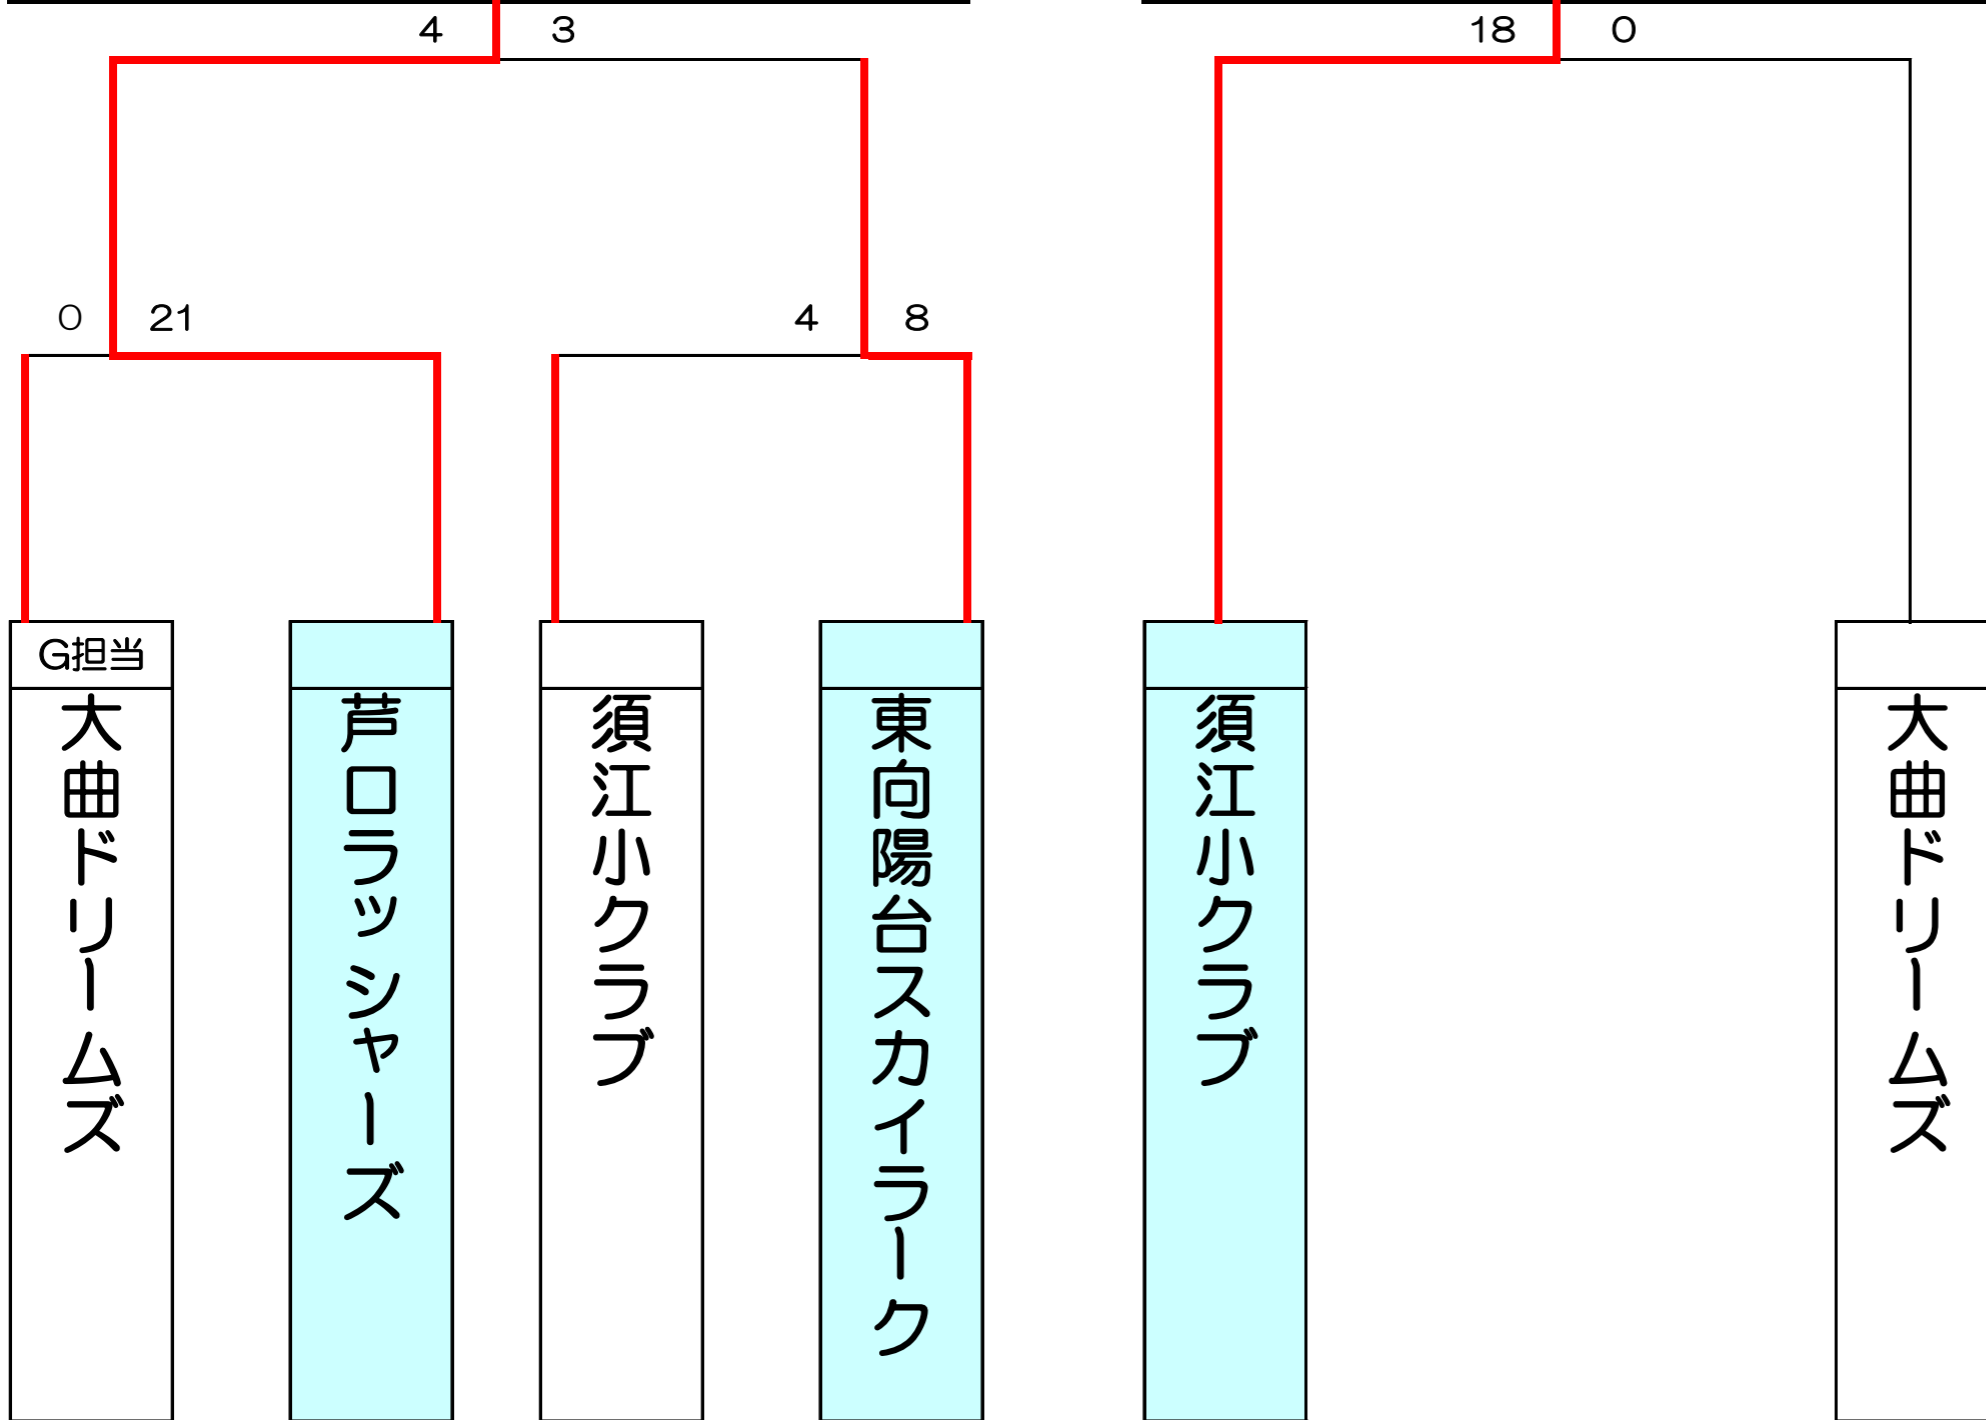 4 3
18 0
0 21
4 8
G担当
大曲ドリームズ
芦口ラッシャーズ
須江小クラブ
東向陽台スカイラーク
須江小クラブ
大曲ドリームズ